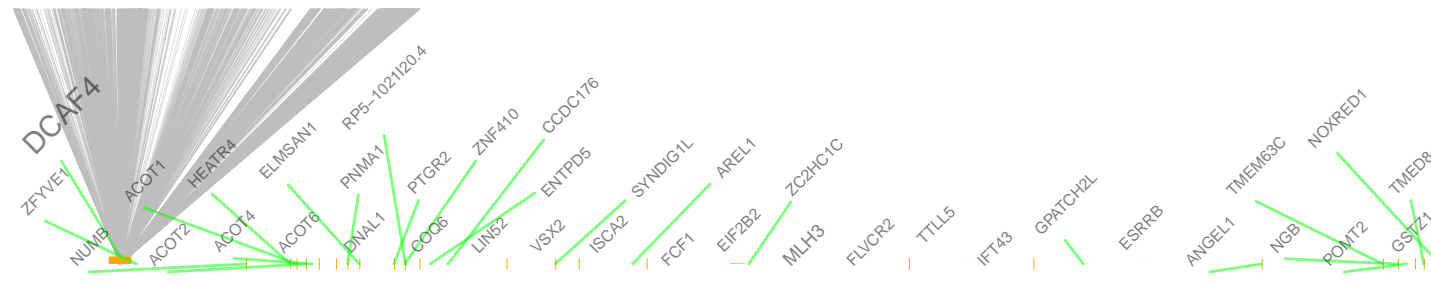 DCAF4
ZFYVE1
NUMB
ACOT1
ACOT2
HEATR4
ACOT4
ELMSAN1
ACOT6
RP5−1021I20.4
PNMA1
DNAL1
PTGR2
ZNF410
COQ6
CCDC176
ENTPD5
LIN52
VSX2
SYNDIG1L
ISCA2
AREL1
FCF1
EIF2B2
ZC2HC1C
MLH3
FLVCR2
TTLL5
IFT43
GPATCH2L
ESRRB
ANGEL1
TMEM63C
NGB
NOXRED1
POMT2
TMED8
GSTZ1